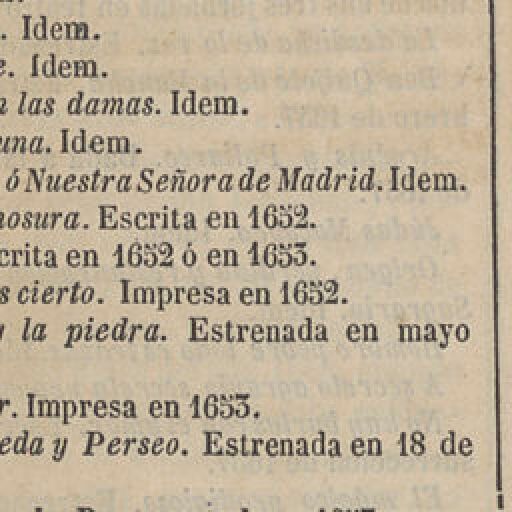 . Idem.
. Idem.
las damas. Idem.
una. Idem.
ó Nuestra Señora de Madrid. Idem.
mosura. Escrita en 1652.
crita en 1652 ó en 1653.
s cierto. Impresa en 1652.
y la piedra. Estrenada en mayo
r. Impresa en 1653.
eda y Perseo. Estrenada en 18 de